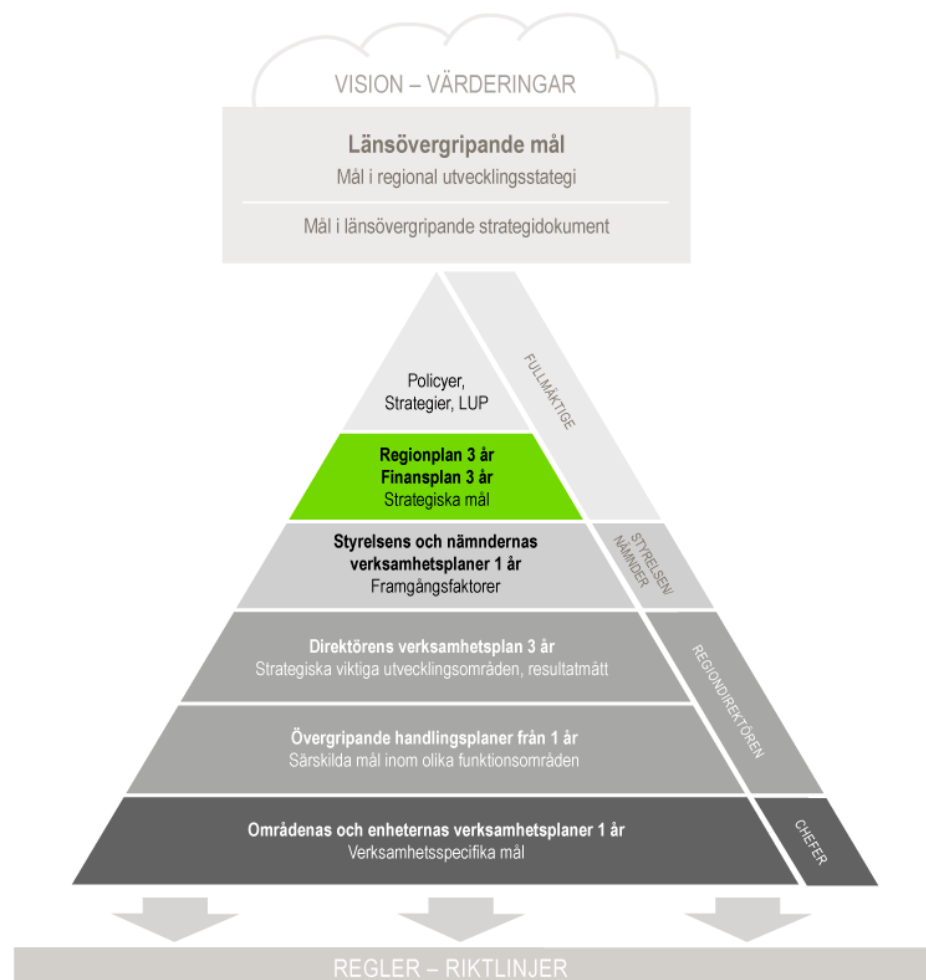 VISION – VÄRDERINGAR
Länsövergripande mål
Mål i regional utvecklingsstategi
Mål i länsövergripande strategidokument
Policyer,
Strategier, LUP
FULLMÄKTIGE
Regionplan 3 år
Finansplan 3 år
Strategiska mål
Styrelsens och nämndernas
verksamhetsplaner 1 år
Framgångsfaktorer
STYRELSEN/
NÄMNDER
Direktörens verksamhetsplan 3 år
Strategiska viktiga utvecklingsområden, resultatmått
REGIONDIREKTÖREN
Övergripande handlingsplaner från 1 år
Särskilda mål inom olika funktionsområden
Områdenas och enheternas verksamhetsplaner 1 år
Verksamhetsspecifika mål
CHEFER
REGLER – RIKTLINJER